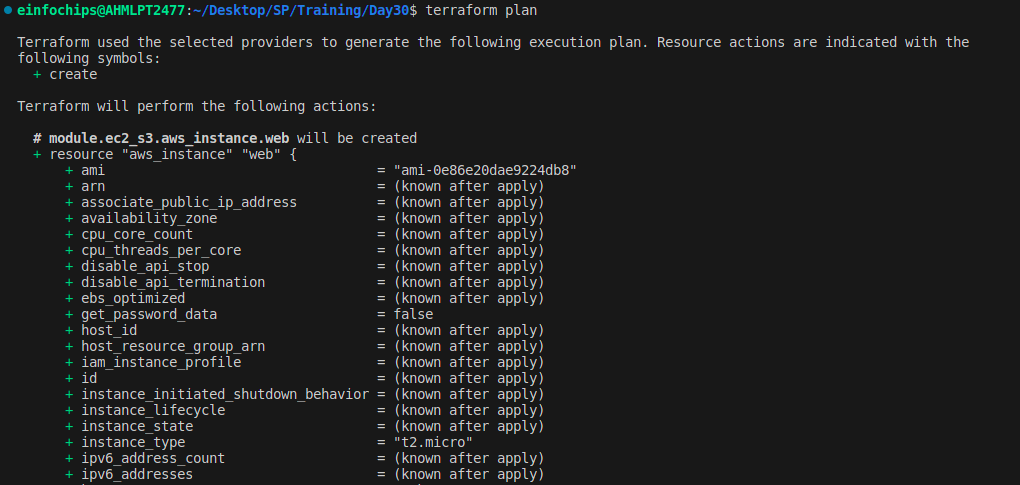 einfochips@AHMLPT2477:~/Desktop/SP/Training/Day30$ terraform plan
Terraform used the selected providers to generate the following execution plan. Resource actions are indicated with the
following symbols:
  + create
Terraform will perform the following actions:
  # module.ec2_s3.aws_instance.web will be created
  + resource "aws_instance" "web" {
      + ami                                  = "ami-0e86e20dae9224db8"
      + arn                                  = (known after apply)
      + associate_public_ip_address          = (known after apply)
      + availability_zone                    = (known after apply)
      + cpu_core_count                       = (known after apply)
      + cpu_threads_per_core                 = (known after apply)
      + disable_api_stop                     = (known after apply)
      + disable_api_termination              = (known after apply)
      + ebs_optimized                        = (known after apply)
      + get_password_data                    = false
      + host_id                              = (known after apply)
      + host_resource_group_arn              = (known after apply)
      + iam_instance_profile                 = (known after apply)
      + id                                   = (known after apply)
      + instance_initiated_shutdown_behavior = (known after apply)
      + instance_lifecycle                   = (known after apply)
      + instance_state                       = (known after apply)
      + instance_type                        = "t2.micro"
      + ipv6_address_count                   = (known after apply)
      + ipv6_addresses                       = (known after apply)